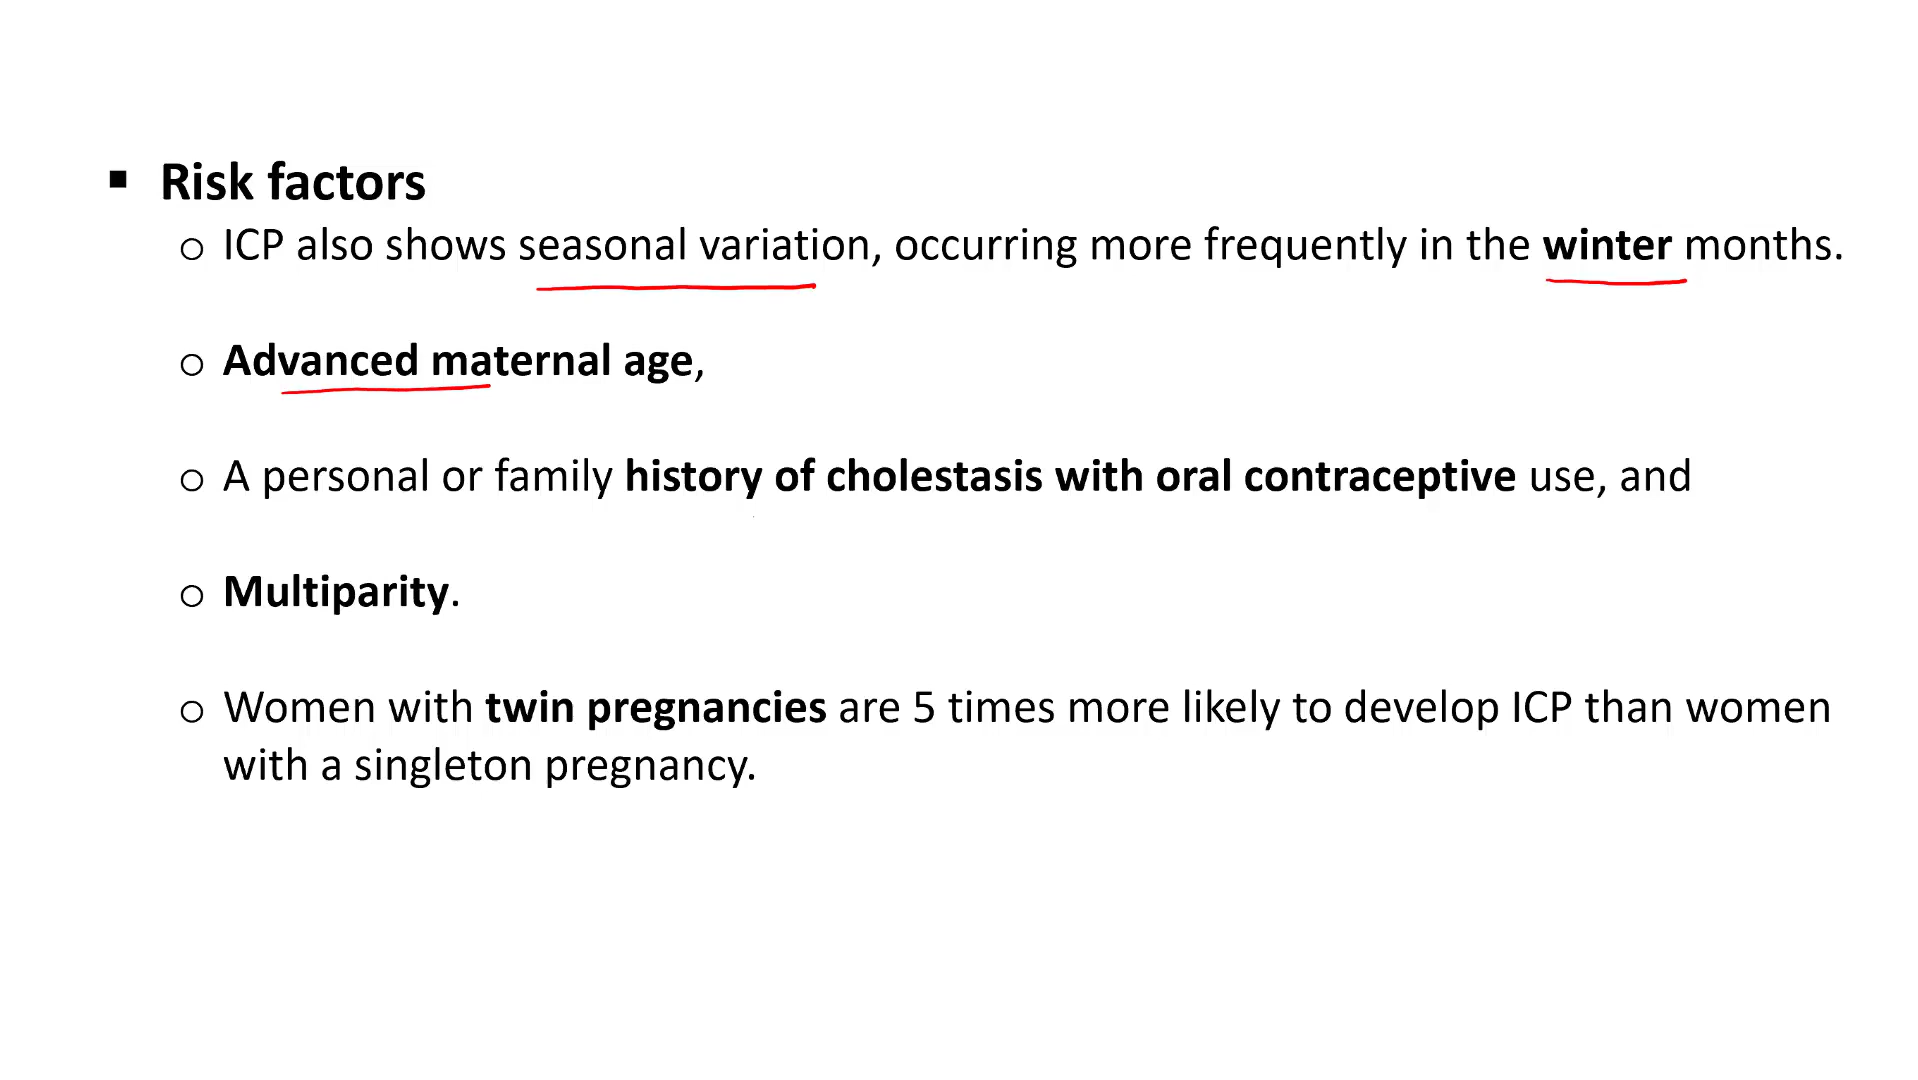 ▪ Risk factors
o ICP also shows seasonal variation, occurring more frequently in the winter months.
o Advanced maternal age,
o A personal or family history of cholestasis with oral contraceptive use, and
o Multiparity.
o Women with twin pregnancies are 5 times more likely to develop ICP than women
with a singleton pregnancy.